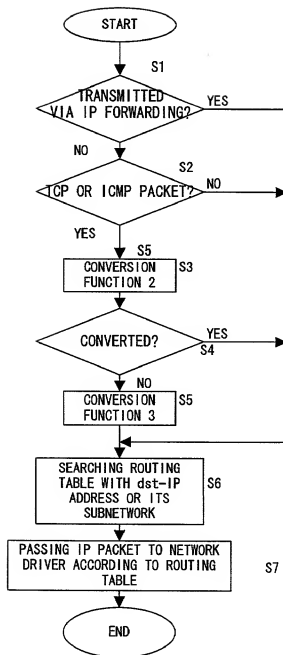 START
S1
TRANSMITTED
VIA IP FORWARDING?
YES
NO
S2
TCP OR ICMP PACKET?
NO
YES
S5
CONVERSION
FUNCTION 2
S3
CONVERTED?
YES
S4
NO
CONVERSION
FUNCTION 3
S5
SEARCHING ROUTING
TABLE WITH dst-IP
ADDRESS OR ITS
SUBNETWORK
S6
PASSING IP PACKET TO NETWORK
DRIVER ACCORDING TO ROUTING
TABLE
S7
END